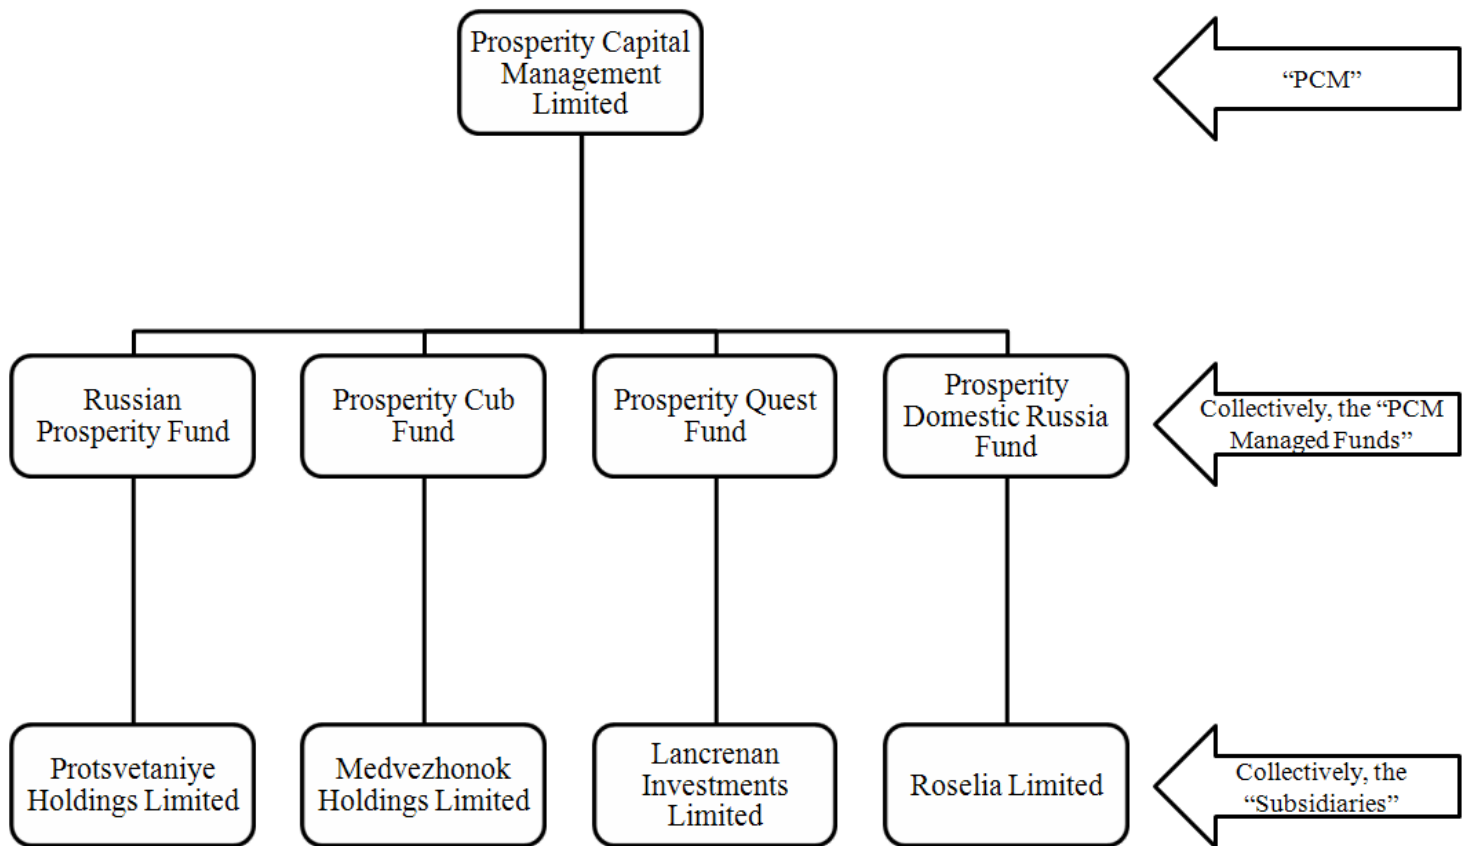 Prosperity Capital
Management
Limited
“PCM”
Russian
Prosperity Fund
Prosperity Cub
Fund
Prosperity Quest
Fund
Prosperity
Domestic Russia
Fund
Collectively, the “PCM
Managed Funds”
Protsvetaniye
Holdings Limited
Medvezhonok
Holdings Limited
Lancrenan
Investments
Limited
Roselia Limited
Collectively, the
“Subsidiaries”